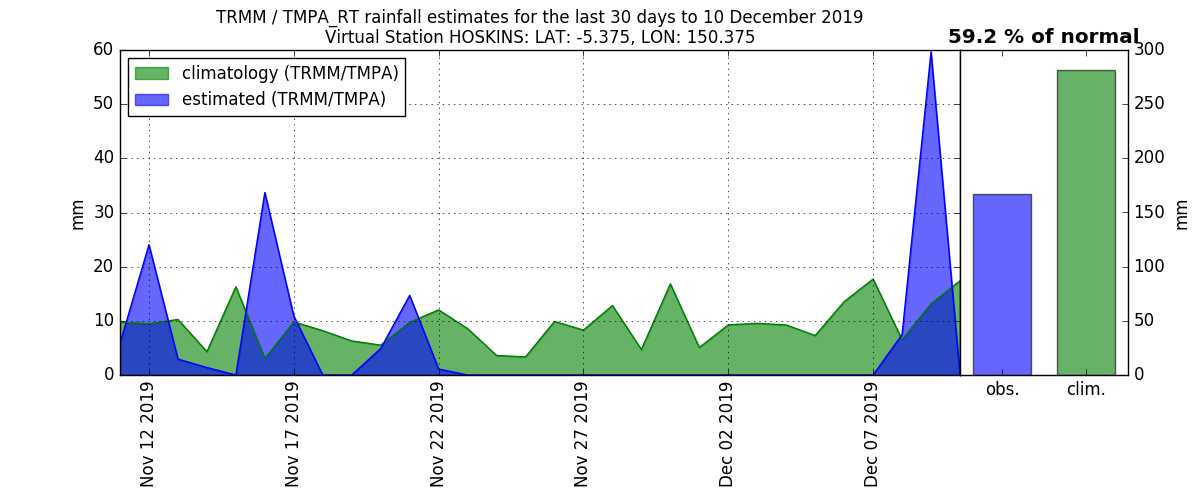 TRMM / TMPA_RT rainfall estimates for the last 30 days to 10 December 2019
Virtual Station HOSKINS: LAT: -5.375, LON: 150.375
59.2 % of normal
climatology (TRMM/TMPA)
estimated (TRMM/TMPA)
60
50
40
30
20
10
0
mm
Nov 12 2019
Nov 17 2019
Nov 22 2019
Nov 27 2019
Dec 02 2019
Dec 07 2019
obs.
clim.
300
250
200
150
100
50
0
mm